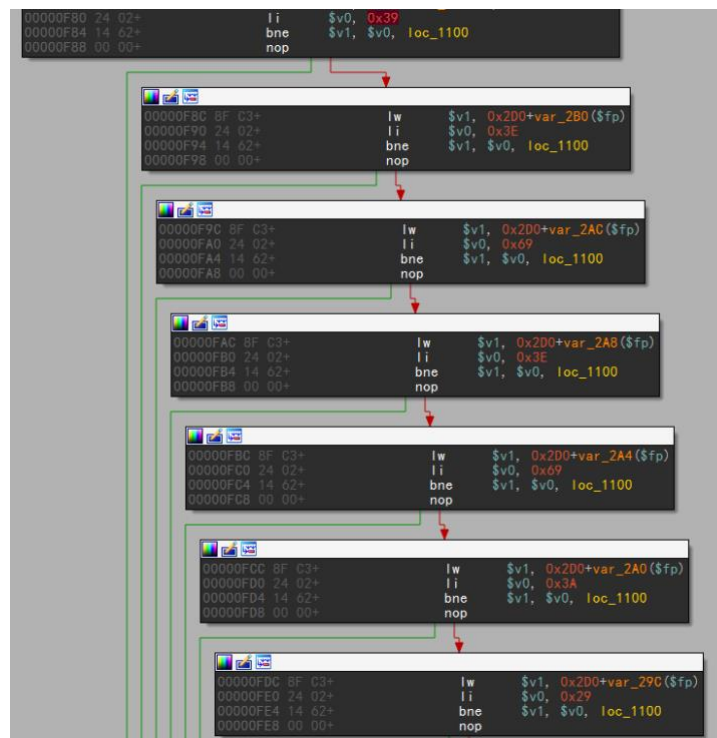 00000F80 24 02+ li $v0, 0x39
00000F84 14 62+ bne $v1, $v0, loc_1100
00000F88 00 00+ nop
00000F8C 8F C3+ lw $v1, 0x2D0+var_2B0($fp)
00000F90 24 02+ li $v0, 0x3E
00000F94 14 62+ bne $v1, $v0, loc_1100
00000F98 00 00+ nop
00000F9C 8F C3+ lw $v1, 0x2D0+var_2AC($fp)
00000FA0 24 02+ li $v0, 0x69
00000FA4 14 62+ bne $v1, $v0, loc_1100
00000FA8 00 00+ nop
00000FAC 8F C3+ lw $v1, 0x2D0+var_2A8($fp)
00000FB0 24 02+ li $v0, 0x3E
00000FB4 14 62+ bne $v1, $v0, loc_1100
00000FB8 00 00+ nop
00000FBC 8F C3+ lw $v1, 0x2D0+var_2A4($fp)
00000FC0 24 02+ li $v0, 0x69
00000FC4 14 62+ bne $v1, $v0, loc_1100
00000FC8 00 00+ nop
00000FCC 8F C3+ lw $v1, 0x2D0+var_2A0($fp)
00000FD0 24 02+ li $v0, 0x3A
00000FD4 14 62+ bne $v1, $v0, loc_1100
00000FD8 00 00+ nop
00000FDC 8F C3+ lw $v1, 0x2D0+var_29C($fp)
00000FE0 24 02+ li $v0, 0x29
00000FE4 14 62+ bne $v1, $v0, loc_1100
00000FE8 00 00+ nop